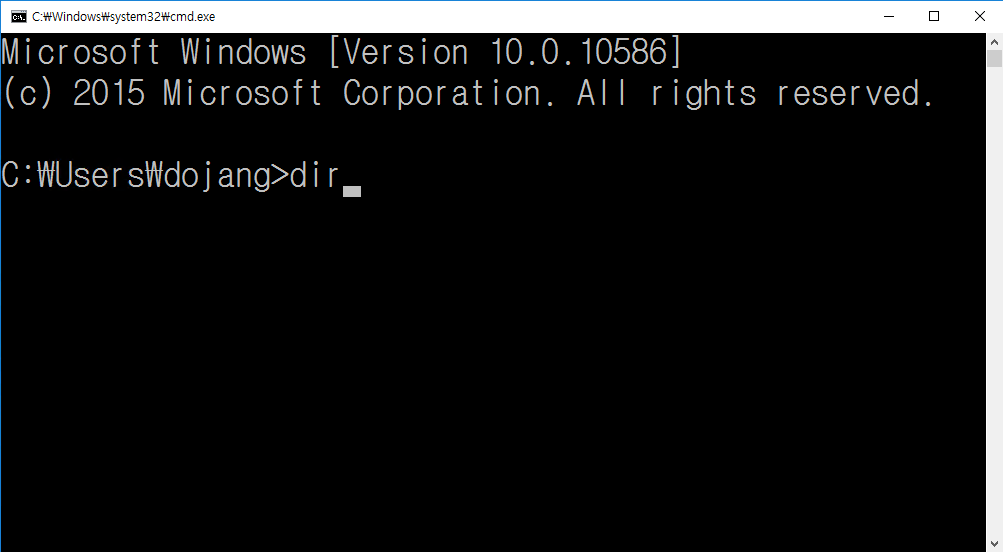 C:₩Windows₩system32₩cmd.exe
Microsoft Windows [Version 10.0.10586]
(c) 2015 Microsoft Corporation. All rights reserved.
C:₩Users₩dojang>dir